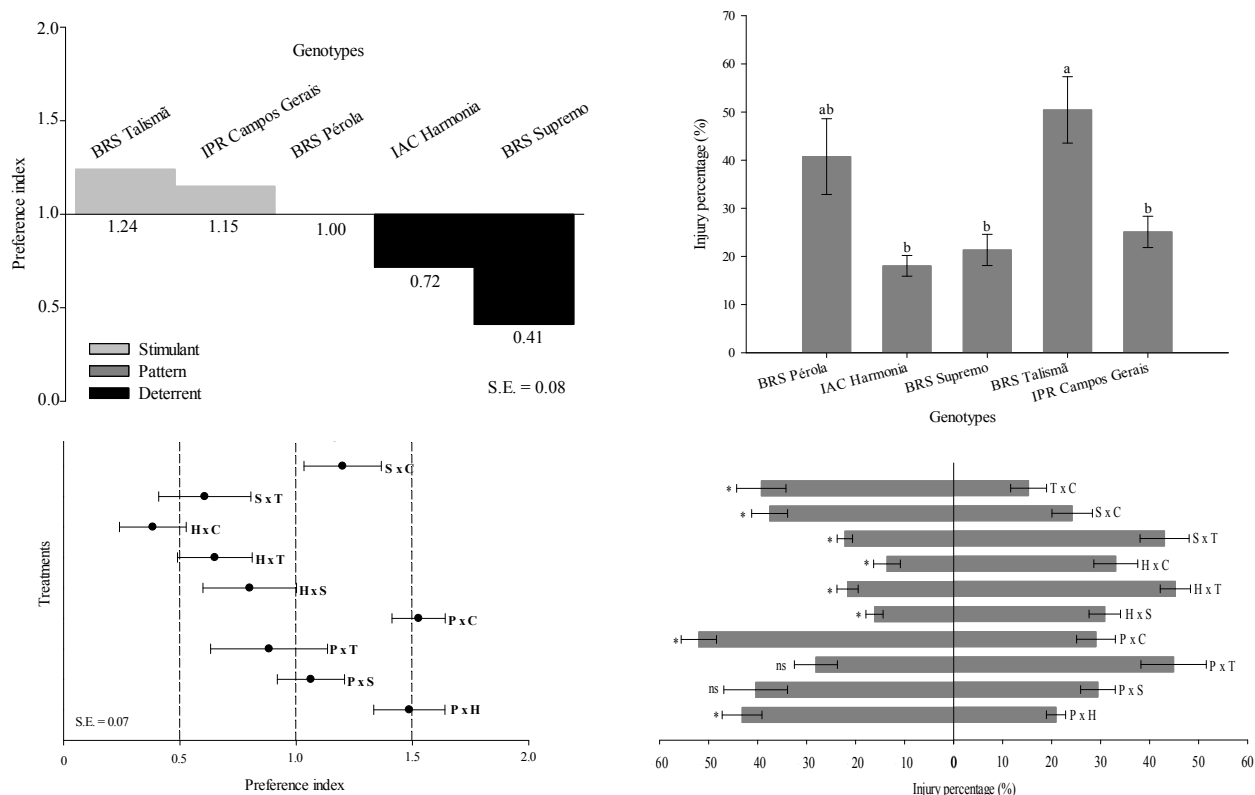 2.0
Genotypes
1.5
BRS Talismã
IPR Campos Gerais
BRS Pérola
IAC Harmonia
BRS Supremo
Preference index
1.0
1.24
1.15
1.00
0.72
0.41
0.5
Stimulant
Pattern
Deterrent
S.E. = 0.08
0.0
70
60
50
40
30
20
10
0
Injury percentage (%)
ab
b
b
a
b
BRS Pérola
IAC Harmonia
BRS Supremo
BRS Talismã
IPR Campos Gerais
Genotypes
Treatments
S x C
S x T
H x C
H x T
H x S
P x C
P x T
P x S
P x H
S.E. = 0.07
0 0.5 1.0 1.5 2.0
Preference index
* T x C
* S x C
* S x T
* H x C
* H x T
* H x S
* P x C
ns P x T
ns P x S
* P x H
60 50 40 30 20 10 0 10 20 30 40 50 60
Injury percentage (%)